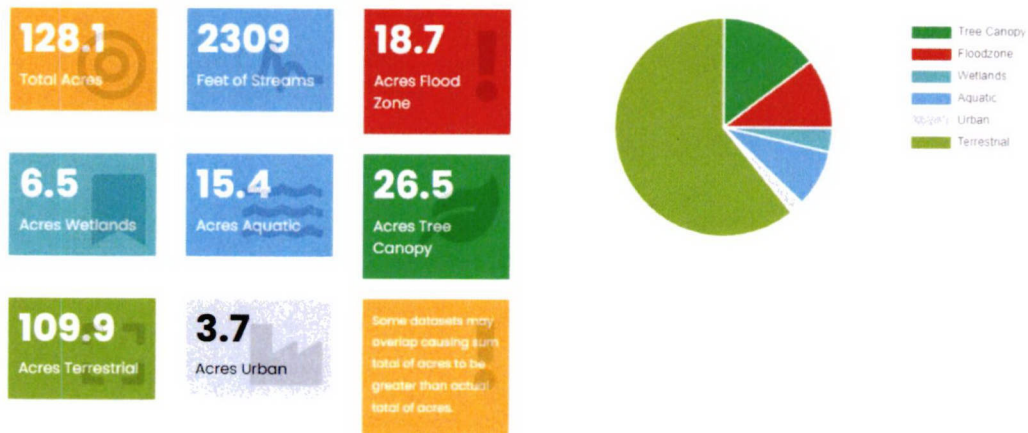 128.1
Total Acres
2309
Feet of Streams
18.7
Acres Flood
Zone
6.5
Acres Wetlands
15.4
Acres Aquatic
26.5
Acres Tree
Canopy
109.9
Acres Terrestrial
3.7
Acres Urban
Some datasets may
overlap causing sum
total of acres to be
greater than actual
total of acres.
Tree Canopy
Floodzone
Wetlands
Aquatic
Urban
Terrestrial